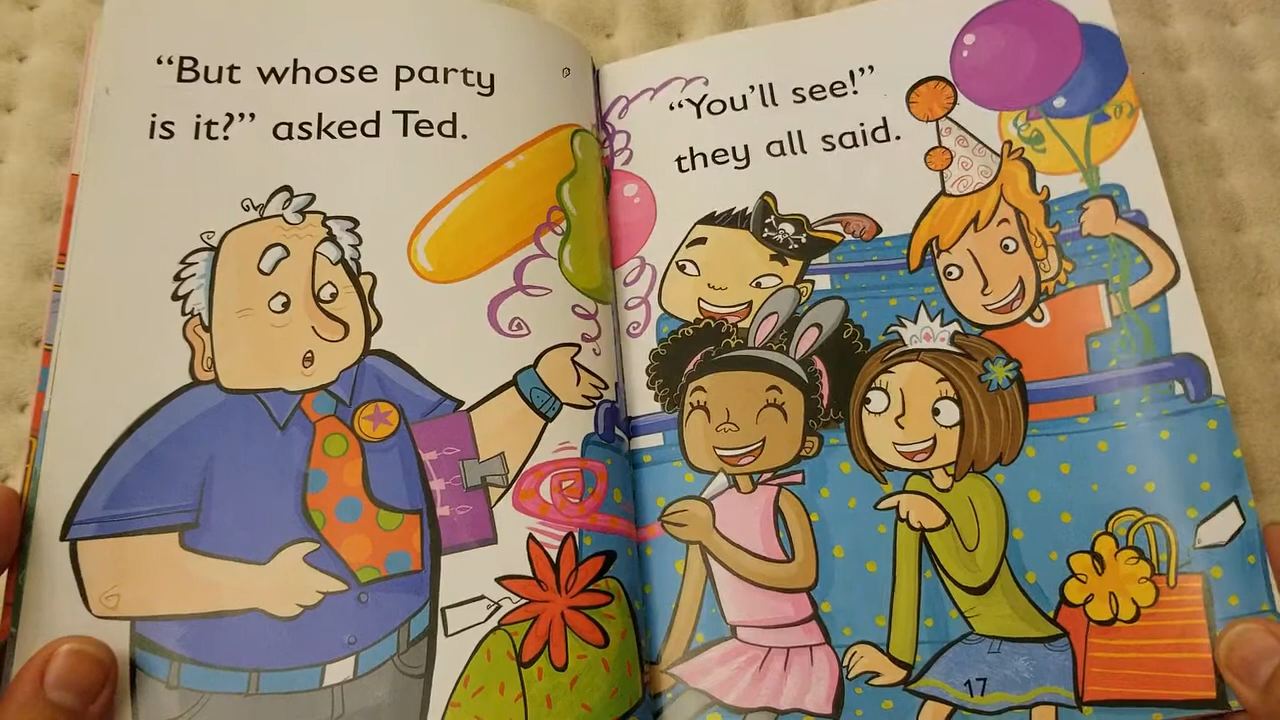 “But whose party
is it?” asked Ted.
“You’ll see!”
they all said.
17